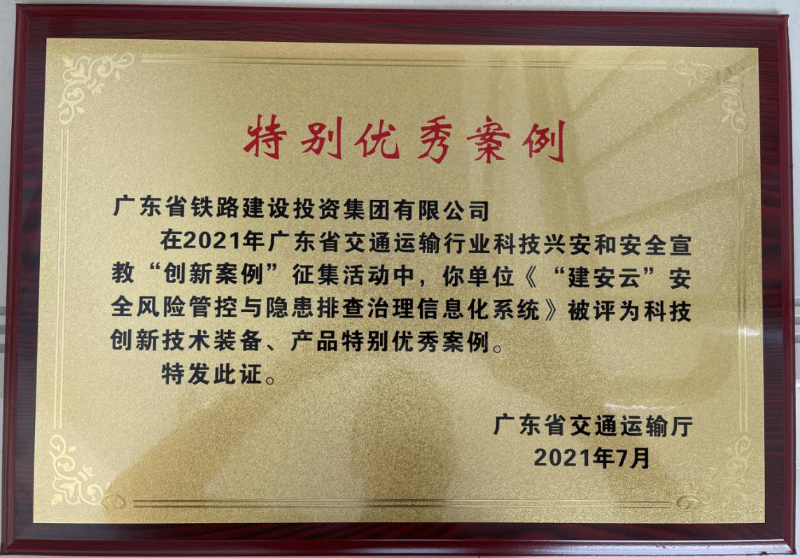 特别优秀案例
广东省铁路建设投资集团有限公司
在2021年广东省交通运输行业科技兴安和安全宣
教“创新案例”征集活动中，你单位《“建安云”安
全风险管控与隐患排查治理信息化系统》被评为科技
创新技术装备、产品特别优秀案例。
特发此证。
广东省交通运输厅
2021年7月